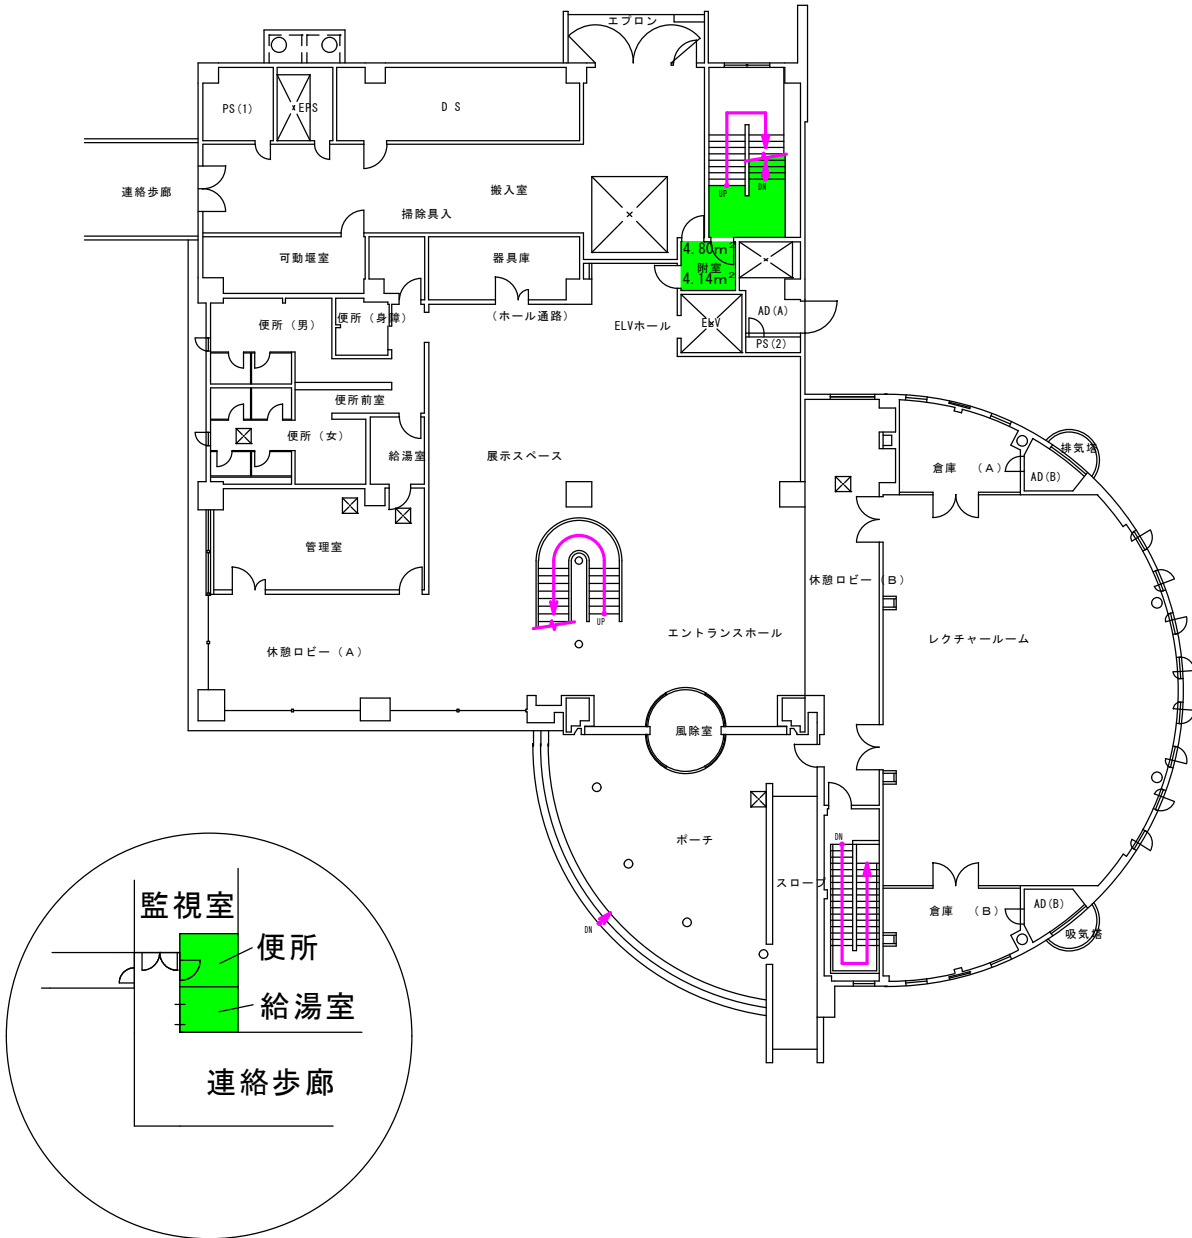 エプロン
PS(1)
EPS
D S
連絡歩廊
搬入室
掃除具入
UP
DN
可動堰室
器具庫
4.80m²
附室
4.14m²
便所（男）
便所（身障）
（ホール通路）
ELVホール
ELV
AD(A)
PS(2)
便所前室
便所（女）
給湯室
展示スペース
倉庫 （A）
排気塔
AD(B)
管理室
休憩ロビー（B）
UP
エントランスホール
レクチャールーム
休憩ロビー（A）
風除室
ポーチ
DN
スロープ
倉庫 （B）
AD(B)
吸気塔
DN
監視室
便所
給湯室
連絡歩廊